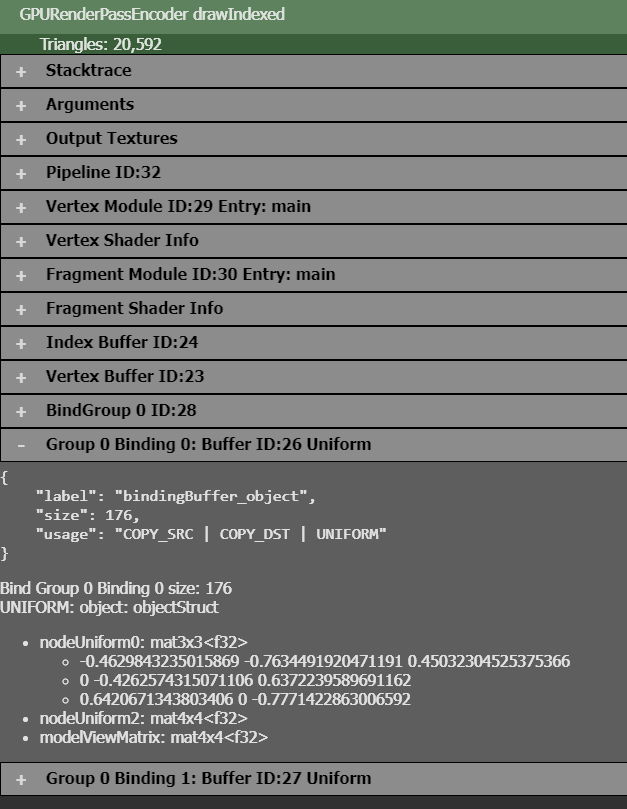 GPURenderPassEncoder drawIndexed
Triangles: 20,592
+ Stacktrace
+ Arguments
+ Output Textures
+ Pipeline ID:32
+ Vertex Module ID:29 Entry: main
+ Vertex Shader Info
+ Fragment Module ID:30 Entry: main
+ Fragment Shader Info
+ Index Buffer ID:24
+ Vertex Buffer ID:23
+ BindGroup 0 ID:28
- Group 0 Binding 0: Buffer ID:26 Uniform
{
    "label": "bindingBuffer_object",
    "size": 176,
    "usage": "COPY_SRC | COPY_DST | UNIFORM"
}
Bind Group 0 Binding 0 size: 176
UNIFORM: object: objectStruct
• nodeUniform0: mat3x3<f32>
◦ -0.4629843235015869 -0.7634491920471191 0.45032304525375366
◦ 0 -0.4262574315071106 0.6372239589691162
◦ 0.6420671343803406 0 -0.7771422863006592
• nodeUniform2: mat4x4<f32>
• modelViewMatrix: mat4x4<f32>
+ Group 0 Binding 1: Buffer ID:27 Uniform